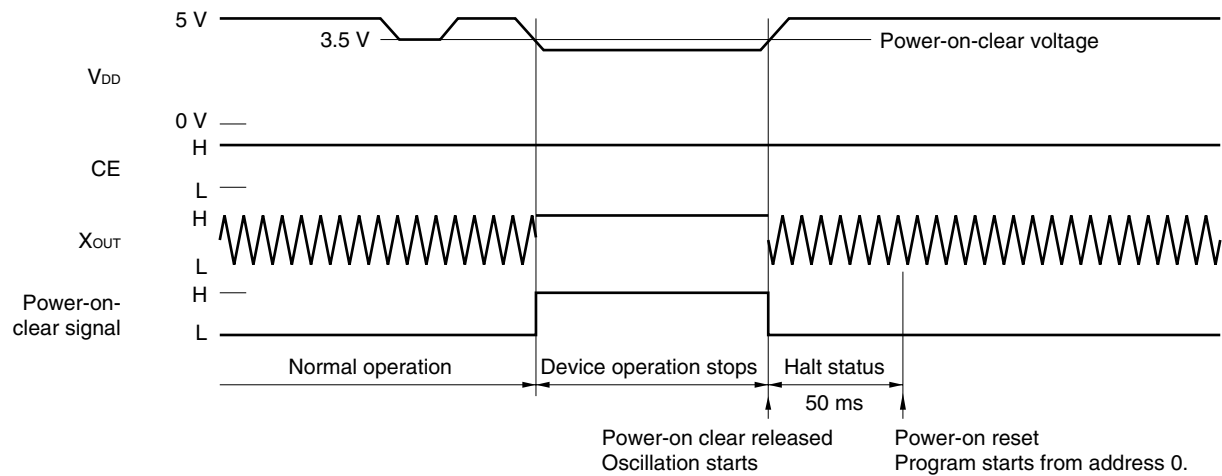 5 V
3.5 V
Power-on-clear voltage
VDD
0 V
H
CE
L
H
XOUT
L
H
Power-on-
clear signal
L
Normal operation
Device operation stops
Halt status
50 ms
Power-on clear released
Oscillation starts
Power-on reset
Program starts from address 0.